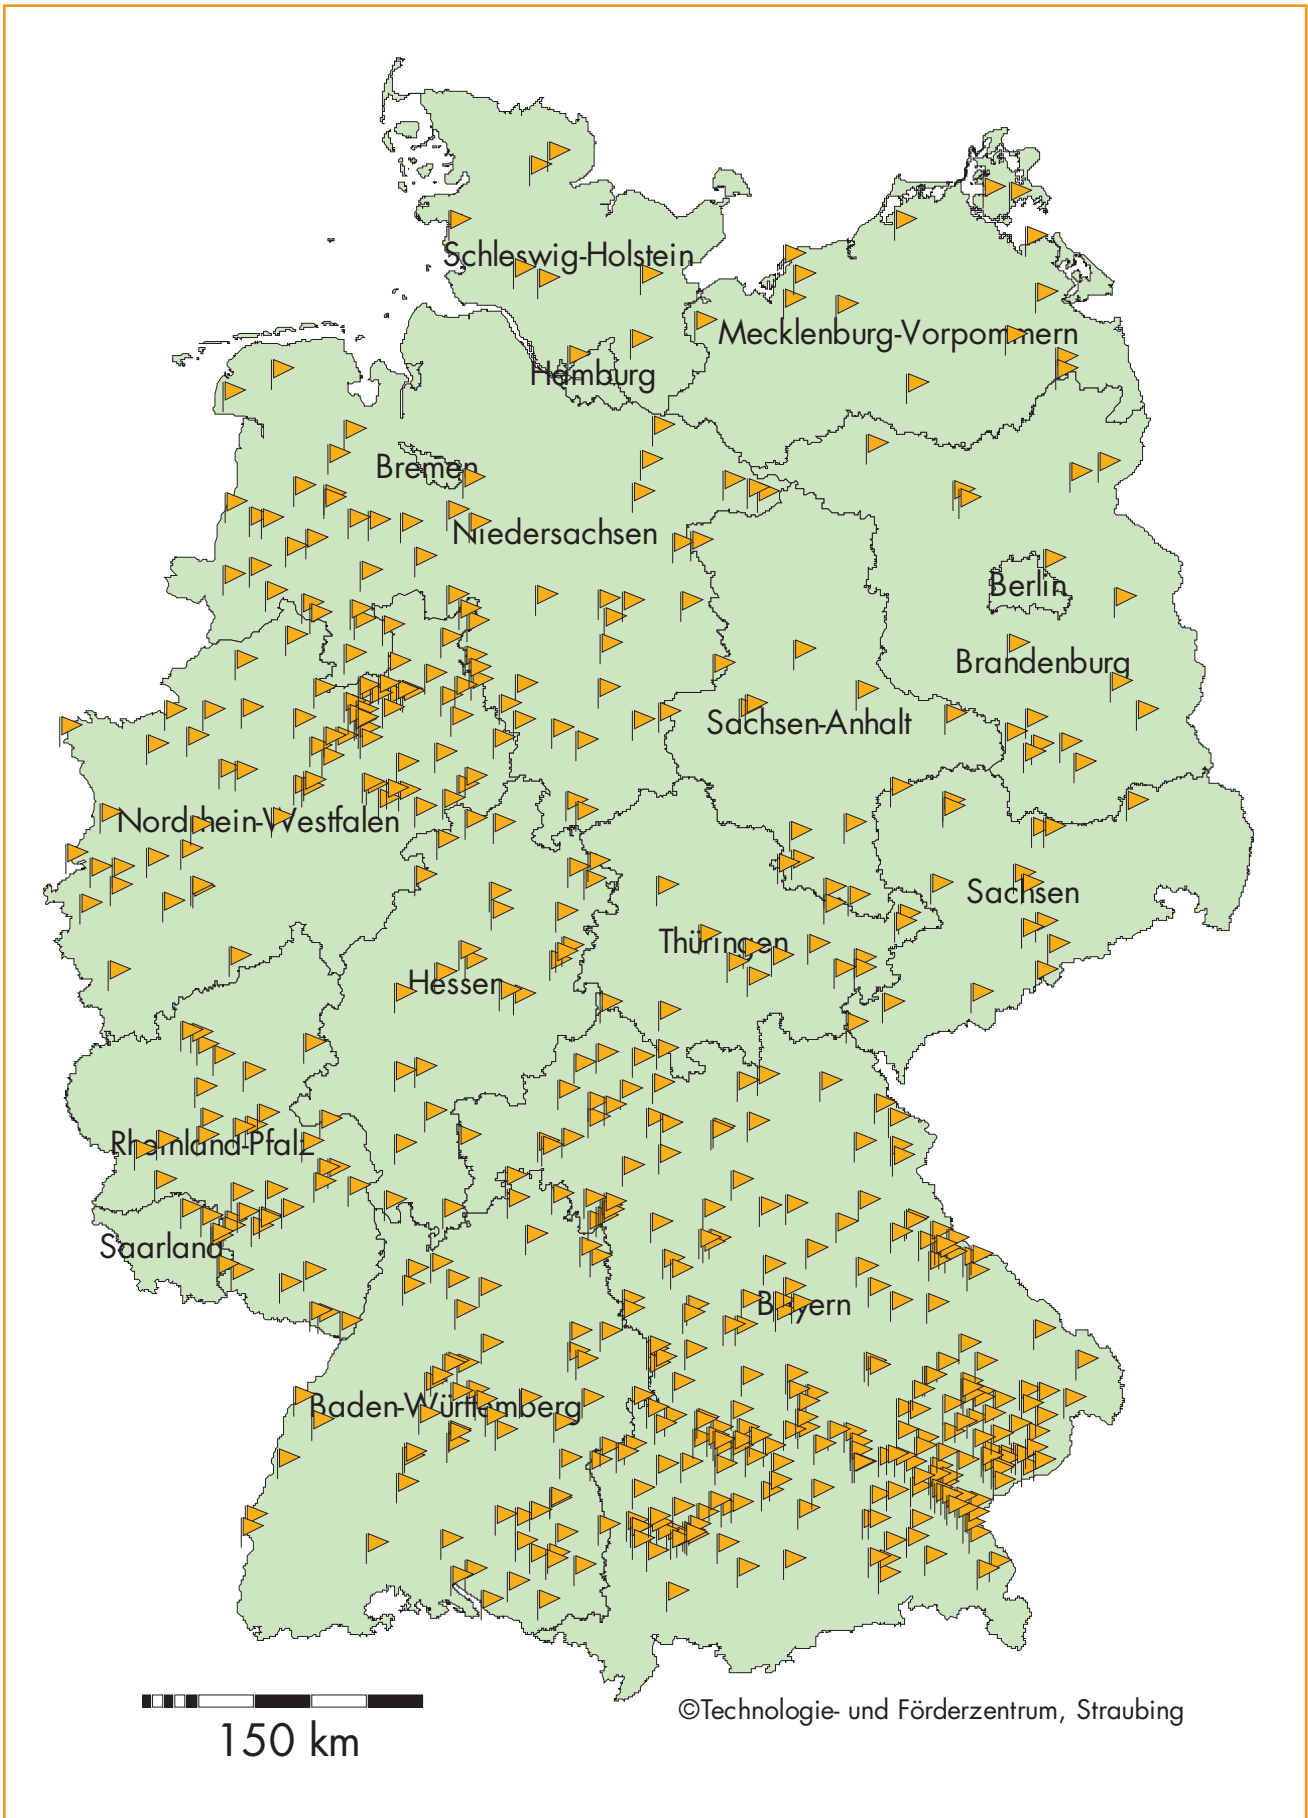 Schleswig-Holstein
Mecklenburg-Vorpommern
Hamburg
Bremen
Niedersachsen
Berlin
Brandenburg
Sachsen-Anhalt
Nordrhein-Westfalen
Sachsen
Thüringen
Hessen
Rheinland-Pfalz
Saarland
Bayern
Baden-Württemberg
©Technologie- und Förderzentrum, Straubing
150 km